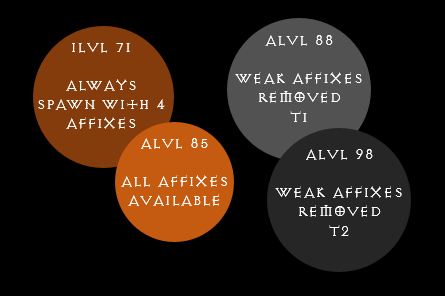 ILVL 71
ALWAYS
SPAWN WITH 4
AFFIXES
ALVL 85
ALL AFFIXES
AVAILABLE
ALVL 88
WEAK AFFIXES
REMOVED
T1
ALVL 98
WEAK AFFIXES
REMOVED
T2